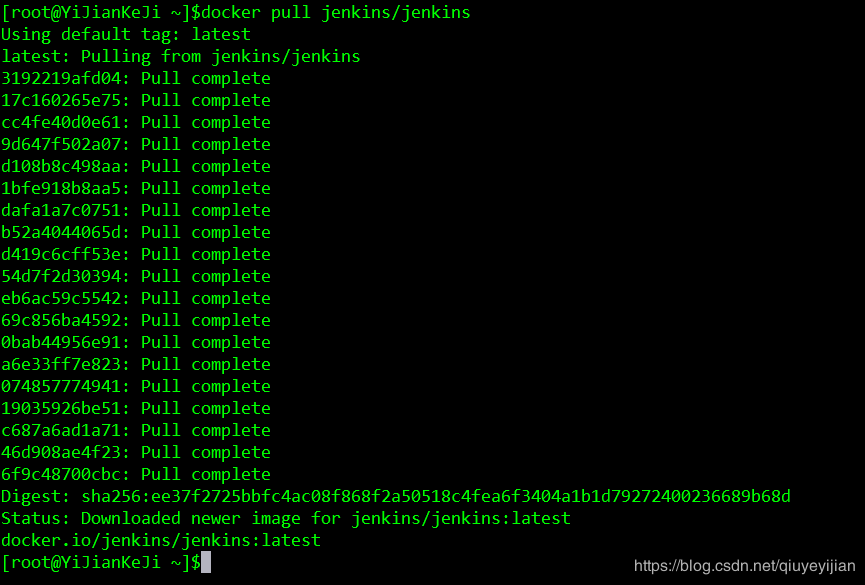 [root@YiJianKeJi ~]$docker pull jenkins/jenkins
Using default tag: latest
latest: Pulling from jenkins/jenkins
3192219afd04: Pull complete
17c160265e75: Pull complete
cc4fe40d0e61: Pull complete
9d647f502a07: Pull complete
d108b8c498aa: Pull complete
1bfe918b8aa5: Pull complete
dafa1a7c0751: Pull complete
b52a4044065d: Pull complete
d419c6cff53e: Pull complete
54d7f2d30394: Pull complete
eb6ac59c5542: Pull complete
69c856ba4592: Pull complete
0bab44956e91: Pull complete
a6e33ff7e823: Pull complete
074857774941: Pull complete
19035926be51: Pull complete
c687a6ad1a71: Pull complete
46d908ae4f23: Pull complete
6f9c48700cbc: Pull complete
Digest: sha256:ee37f2725bbfc4ac08f868f2a50518c4fea6f3404a1b1d79272400236689b68d
Status: Downloaded newer image for jenkins/jenkins:latest
docker.io/jenkins/jenkins:latest
[root@YiJianKeJi ~]$
https://blog.csdn.net/qiuyeyijian